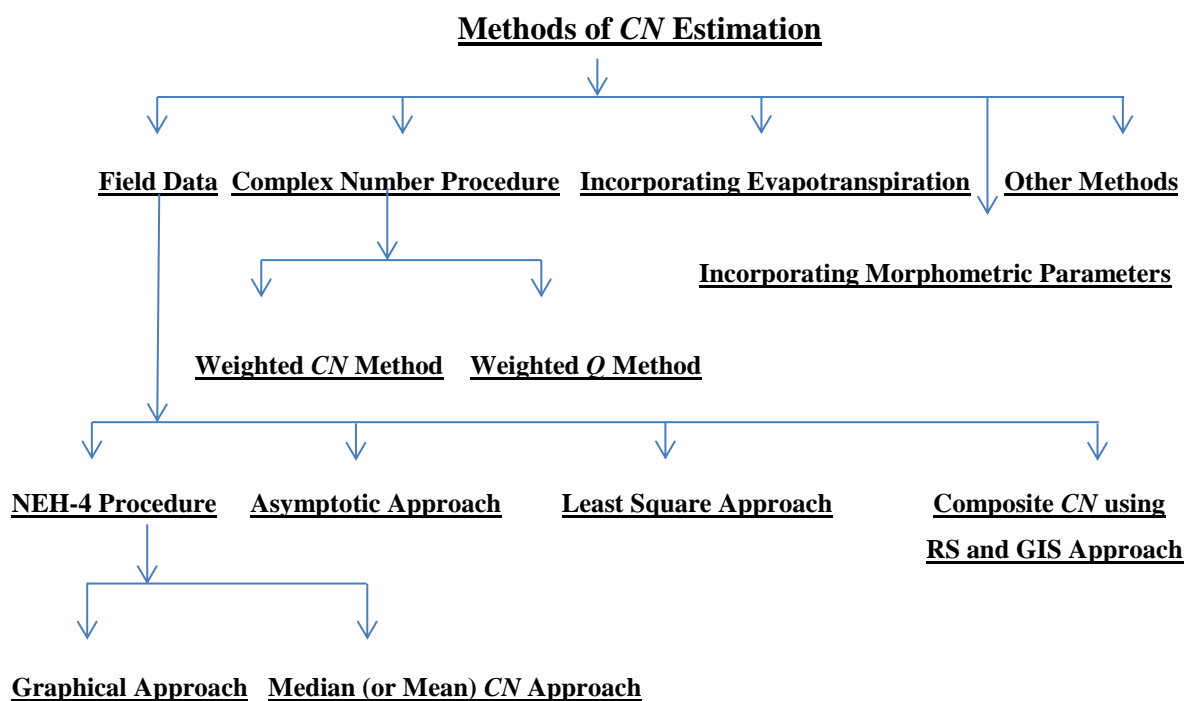 Methods of CN Estimation
Field Data Complex Number Procedure Incorporating Evapotranspiration Other Methods
Incorporating Morphometric Parameters
Weighted CN Method Weighted Q Method
NEH-4 Procedure Asymptotic Approach Least Square Approach Composite CN using
RS and GIS Approach
Graphical Approach Median (or Mean) CN Approach